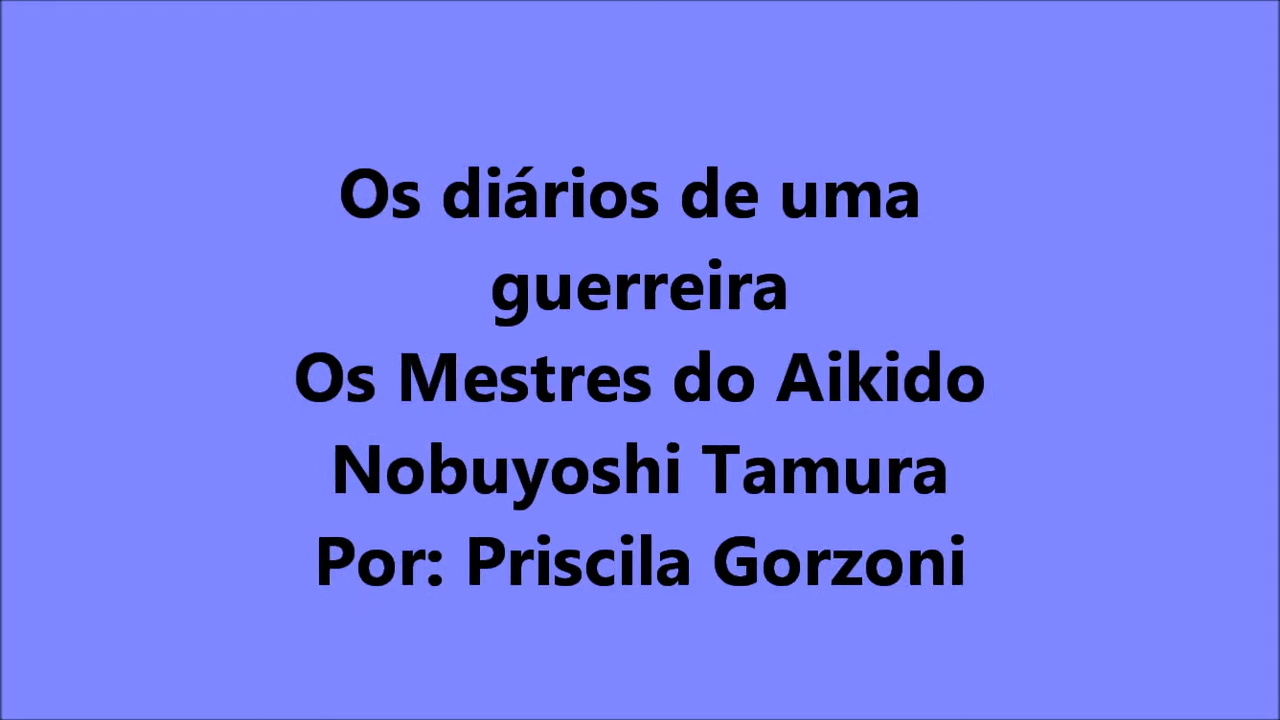 Os diários de uma
guerreira
Os Mestres do Aikido
Nobuyoshi Tamura
Por: Priscila Gorzoni